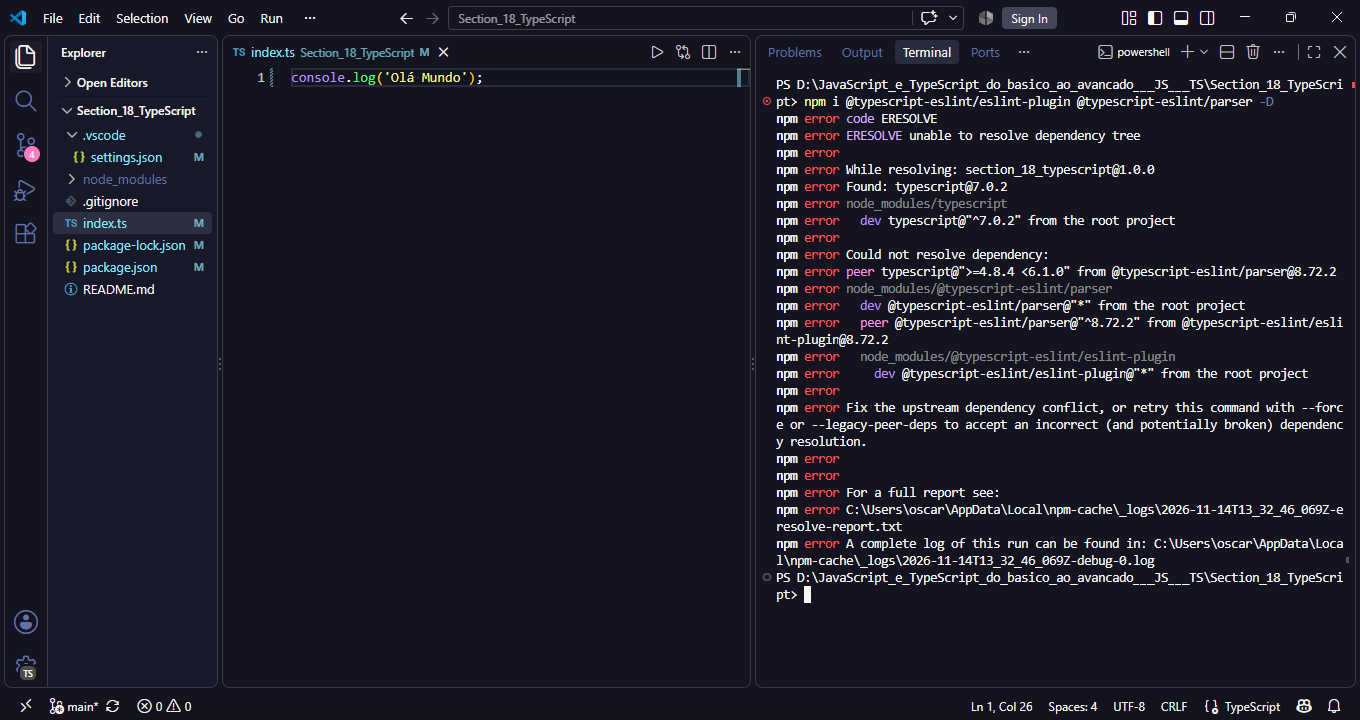 File Edit Selection View Go Run ···
Section_18_TypeScript
Sign In
Explorer ···
Open Editors
Section_18_TypeScript
.vscode
{} settings.json M
node_modules
.gitignore
TS index.ts M
{} package-lock.json M
{} package.json M
README.md
4
TS
TS index.ts Section_18_TypeScript M
1 console.log('Olá Mundo');
Problems Output Terminal Ports ··· powershell
PS D:\JavaScript_e_TypeScript_do_basico_ao_avancado___JS___TS\Section_18_TypeScri
pt> npm i @typescript-eslint/eslint-plugin @typescript-eslint/parser -D
npm error code ERESOLVE
npm error ERESOLVE unable to resolve dependency tree
npm error
npm error While resolving: section_18_typescript@1.0.0
npm error Found: typescript@7.0.2
npm error node_modules/typescript
npm error   dev typescript@"^7.0.2" from the root project
npm error
npm error Could not resolve dependency:
npm error peer typescript@">=4.8.4 <6.1.0" from @typescript-eslint/parser@8.72.2
npm error node_modules/@typescript-eslint/parser
npm error   dev @typescript-eslint/parser@"*" from the root project
npm error   peer @typescript-eslint/parser@"^8.72.2" from @typescript-eslint/esli
nt-plugin@8.72.2
npm error   node_modules/@typescript-eslint/eslint-plugin
npm error     dev @typescript-eslint/eslint-plugin@"*" from the root project
npm error
npm error Fix the upstream dependency conflict, or retry this command with --forc
e or --legacy-peer-deps to accept an incorrect (and potentially broken) dependenc
y resolution.
npm error
npm error
npm error For a full report see:
npm error C:\Users\oscar\AppData\Local\npm-cache\_logs\2026-11-14T13_32_46_069Z-e
resolve-report.txt
npm error A complete log of this run can be found in: C:\Users\oscar\AppData\Loca
l\npm-cache\_logs\2026-11-14T13_32_46_069Z-debug-0.log
PS D:\JavaScript_e_TypeScript_do_basico_ao_avancado___JS___TS\Section_18_TypeScri
pt>
main* 0 0 Ln 1, Col 26 Spaces: 4 UTF-8 CRLF {} TypeScript